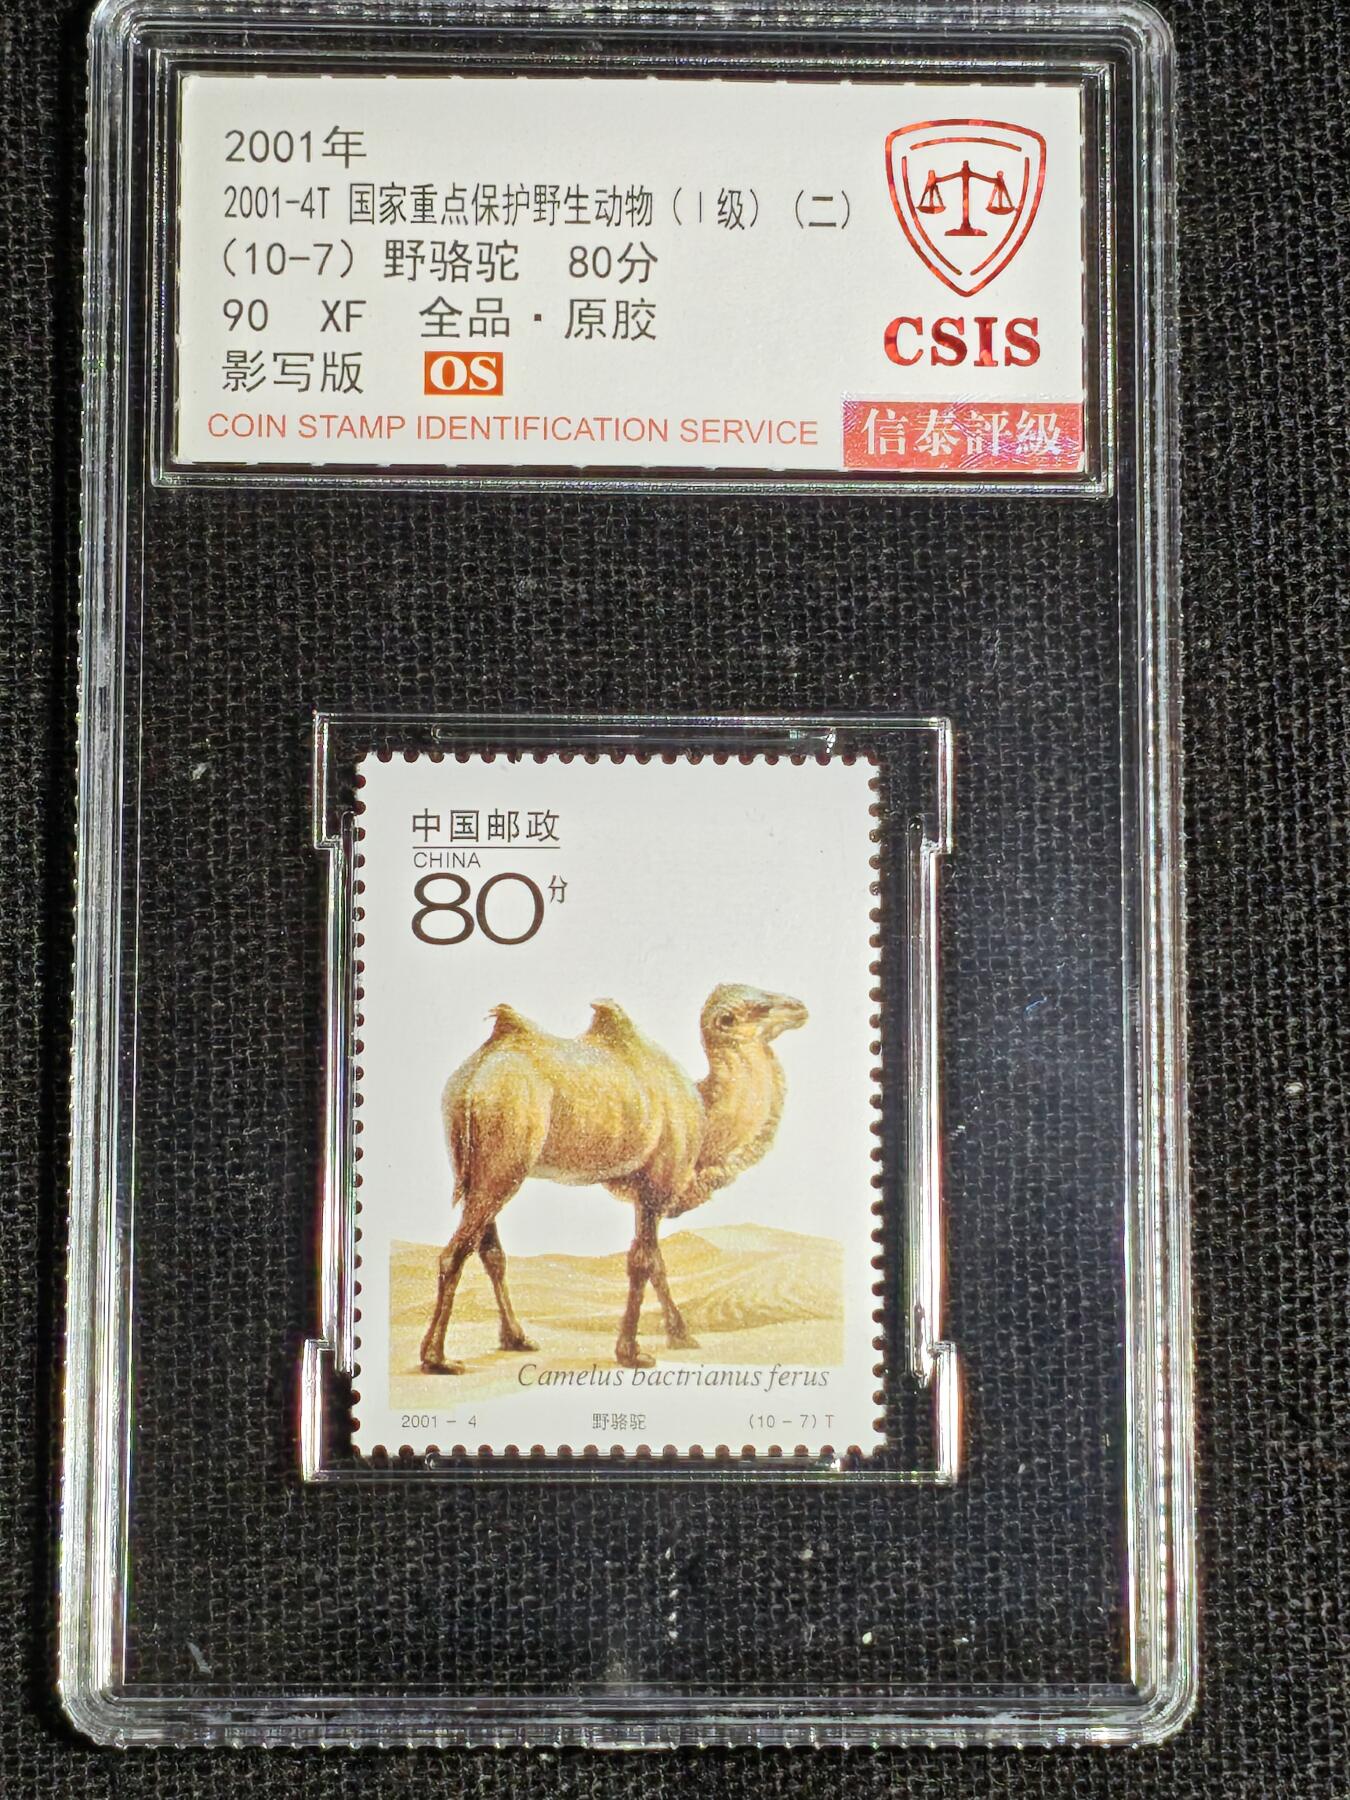 2001年
2001-4T 国家重点保护野生动物（Ⅰ级）（二）
（10-7）野骆驼 80分
90 XF 全品·原胶
影写版 OS
COIN STAMP IDENTIFICATION SERVICE
CSIS
信泰評級
中国邮政
CHINA
80分
Camelus bactrianus ferus
2001-4 野骆驼 (10-7)T